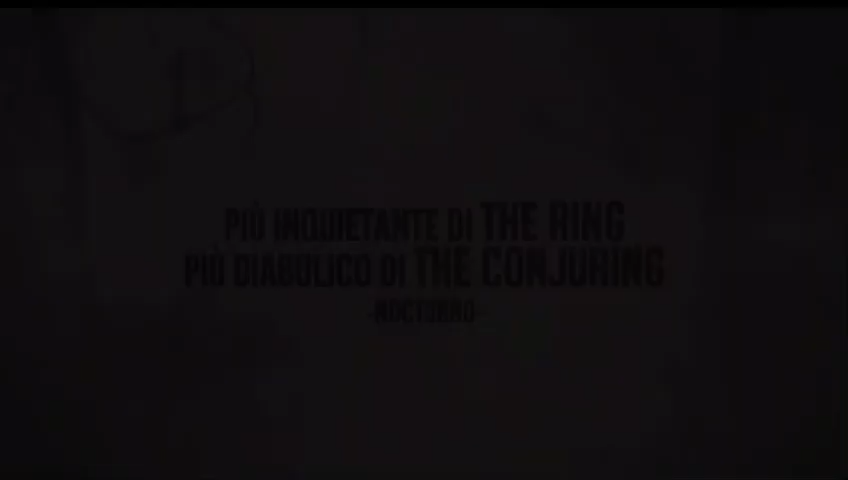 PIÙ INQUIETANTE DI THE RING
PIÙ DIABOLICO DI THE CONJURING
-NOCTURNO-